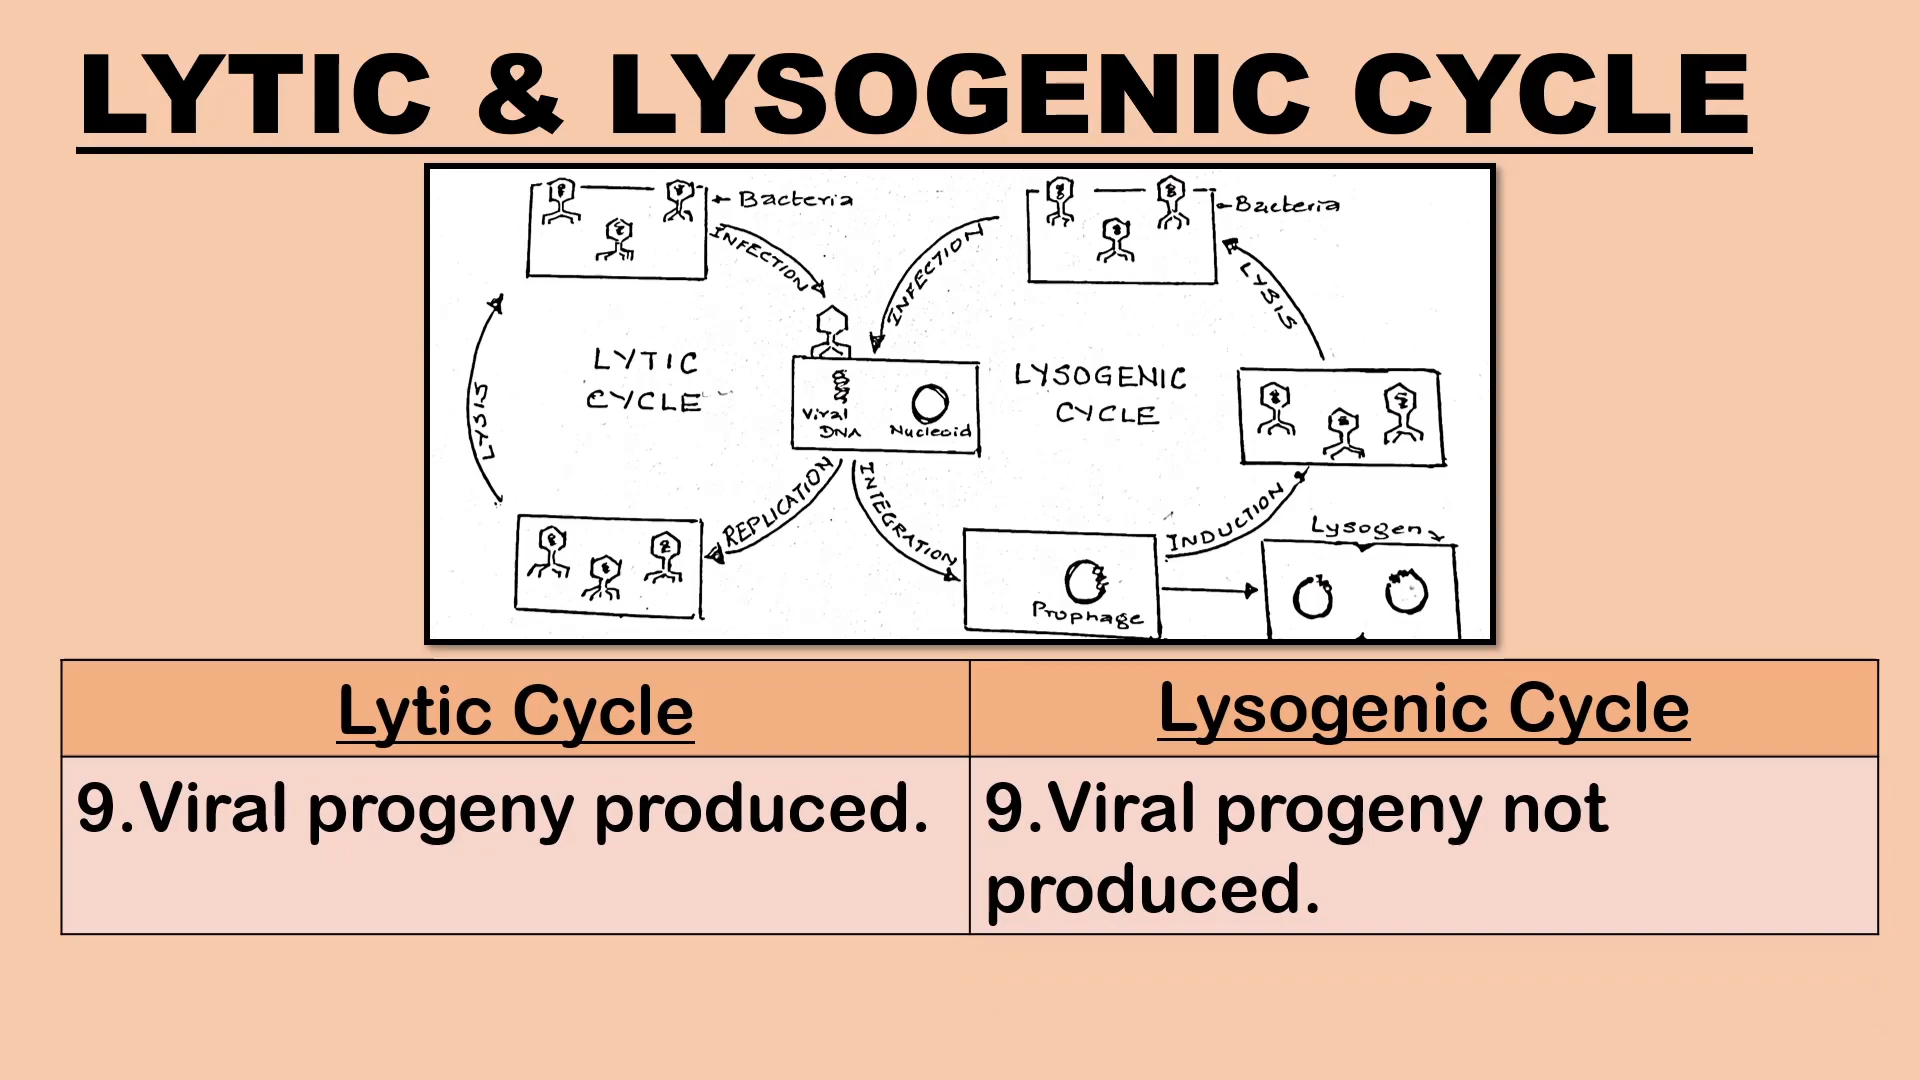 LYTIC & LYSOGENIC CYCLE
Bacteria
Bacteria
INFECTION
INFECTION
LYSIS
LYTIC
CYCLE
LYSOGENIC
CYCLE
LYSIS
Viral
DNA
Nucleoid
REPLICATION
INTEGRATION
INDUCTION
Lysogen
Prophage
Lytic Cycle
Lysogenic Cycle
9.Viral progeny produced.
9.Viral progeny not
produced.